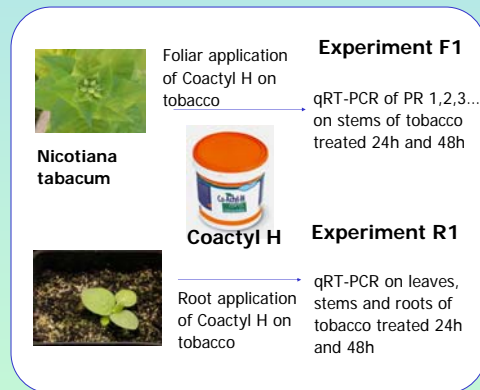 Foliar application
of Coactyl H on
tobacco
Experiment F1
qRT-PCR of PR 1,2,3...
on stems of tobacco
treated 24h and 48h
Nicotiana
tabacum
Co-Actyl-H
Coactyl H
Experiment R1
Root application
of Coactyl H on
tobacco
qRT-PCR on leaves,
stems and roots of
tobacco treated 24h
and 48h